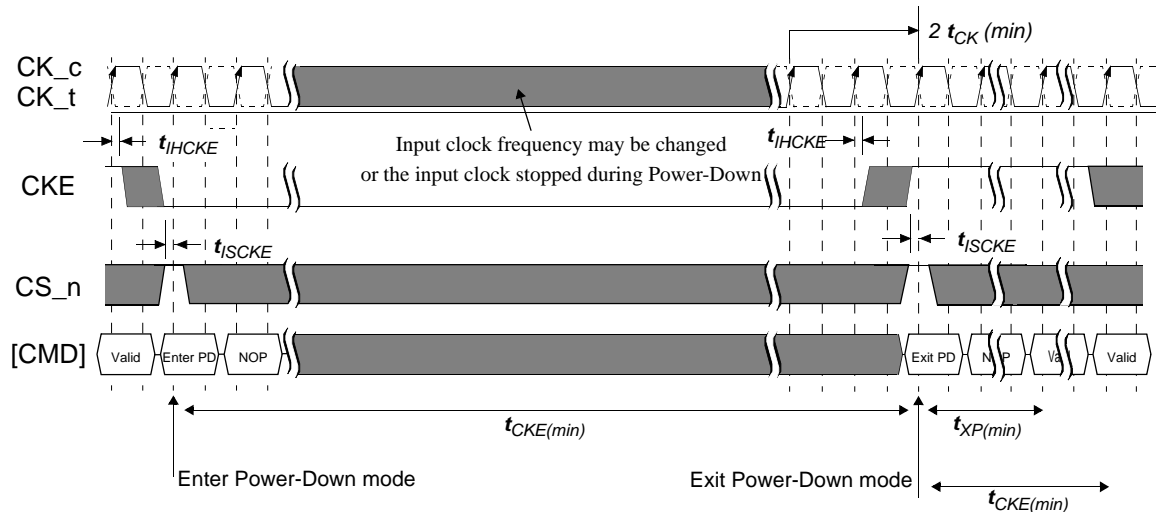 2 tCK (min)
CK_c
CK_t
tIHCKE
Input clock frequency may be changed
or the input clock stopped during Power-Down
tIHCKE
CKE
tISCKE
tISCKE
CS_n
[CMD]
Valid
Enter PD
NOP
Exit PD
Valid
tCKE(min)
tXP(min)
Enter Power-Down mode
Exit Power-Down mode
tCKE(min)